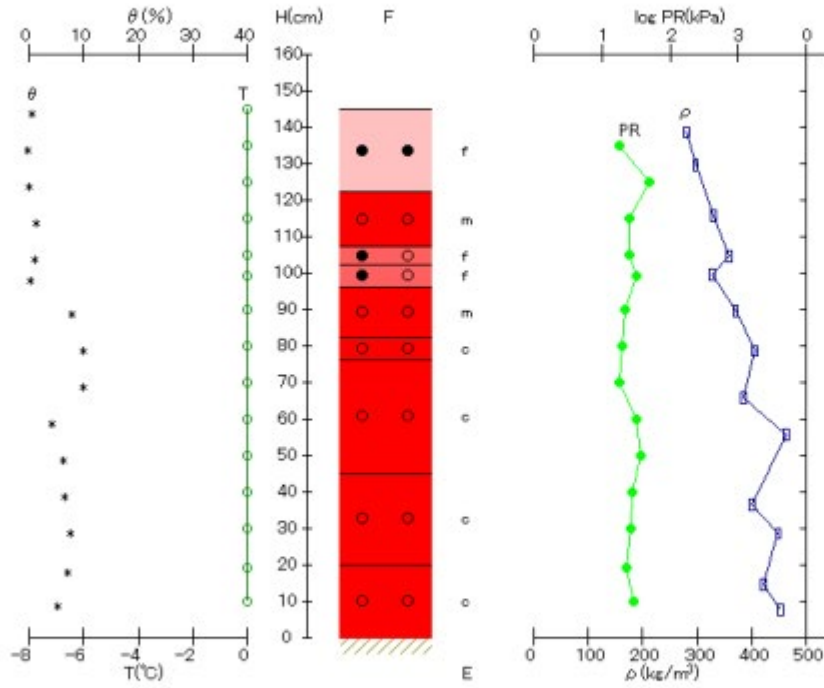 θ(%) H(cm) F log PR(kPa)
0 10 20 30 40 0 1 2 3 4
160
150
θ T ρ
140 PR
130 f
120
110 m
f
100 f
90 m
80 c
70
60 c
50
40
30 c
20
10 c
0
-8 -6 -4 -2 0 0 100 200 300 400 500
T(℃) E ρ(kg/m³)